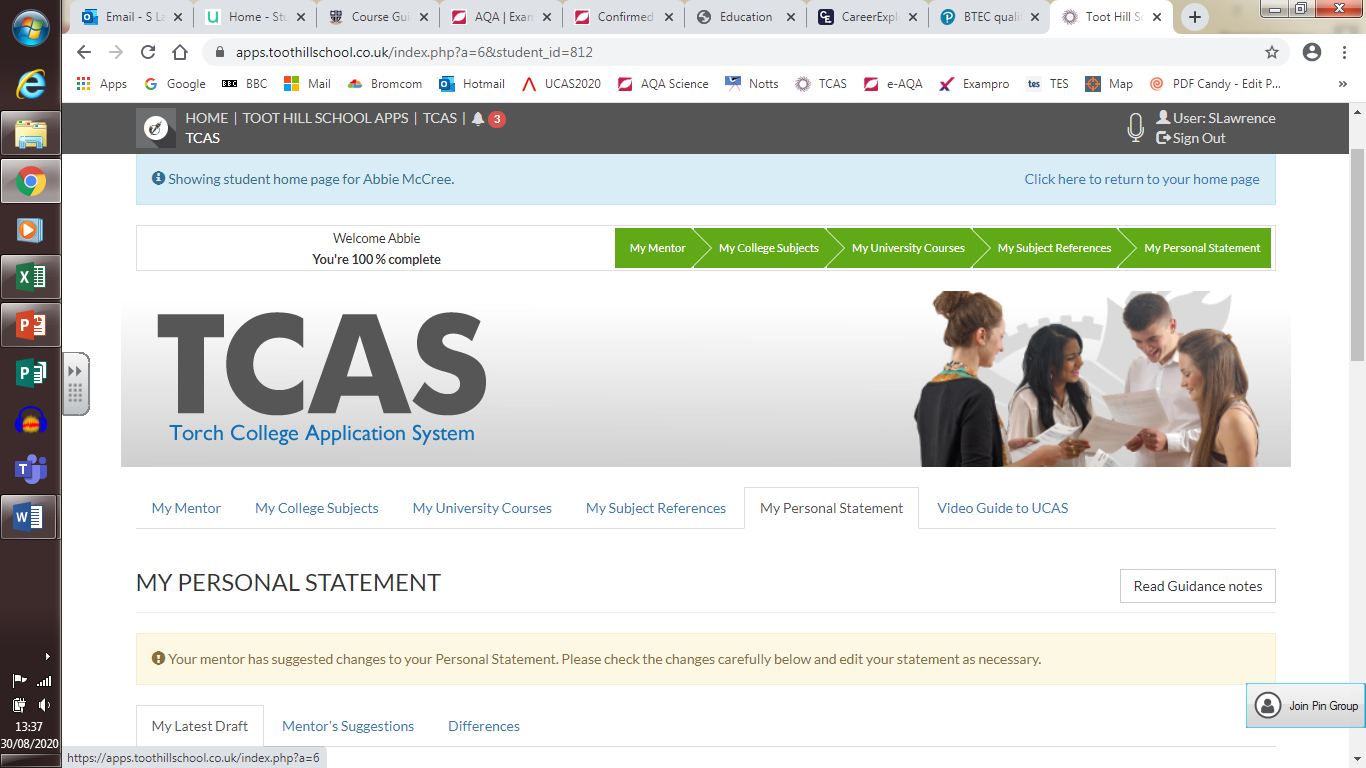 Email - S La
Home - Stu
Course Gui
AQA | Exam
Confirmed
Education
CareerExpl
BTEC quali
Toot Hill Sc
apps.toothillschool.co.uk/index.php?a=6&student_id=812
Apps Google BBC Mail Bromcom Hotmail UCAS2020 AQA Science Notts TCAS e-AQA Exampro tes TES Map PDF Candy - Edit P... »
HOME | TOOT HILL SCHOOL APPS | TCAS | 3
User: SLawrence
TCAS
Sign Out
Showing student home page for Abbie McCree.
Click here to return to your home page
Welcome Abbie
You're 100 % complete
My Mentor
My College Subjects
My University Courses
My Subject References
My Personal Statement
TCAS
Torch College Application System
My Mentor
My College Subjects
My University Courses
My Subject References
My Personal Statement
Video Guide to UCAS
MY PERSONAL STATEMENT
Read Guidance notes
Your mentor has suggested changes to your Personal Statement. Please check the changes carefully below and edit your statement as necessary.
Join Pin Group
My Latest Draft
Mentor's Suggestions
Differences
13:37
30/08/2020
https://apps.toothillschool.co.uk/index.php?a=6